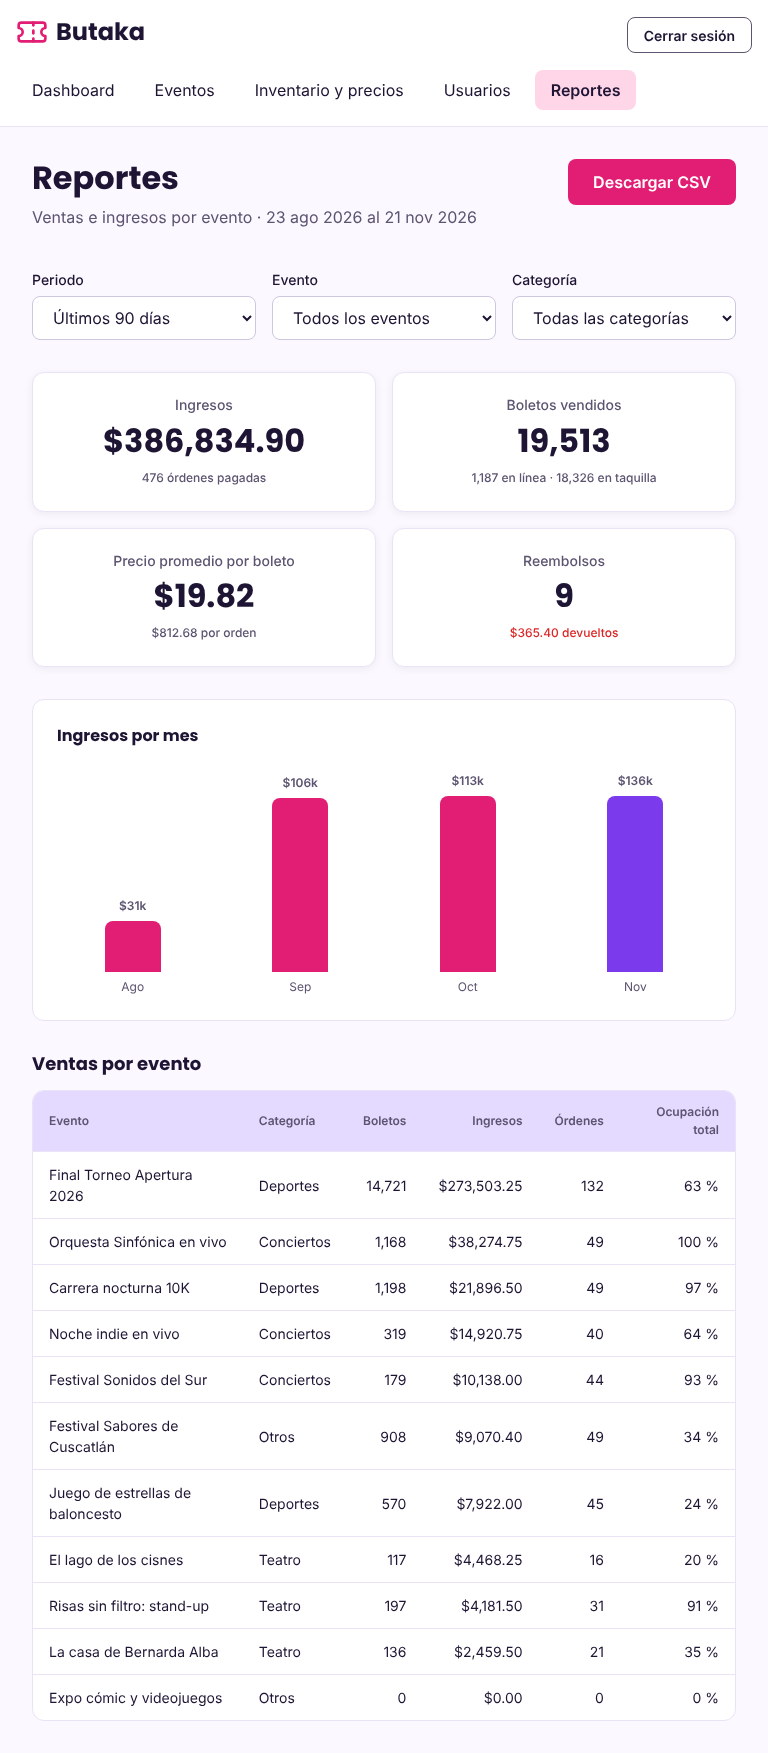 Butaka
Cerrar sesión
Dashboard Eventos Inventario y precios Usuarios Reportes
Reportes
Descargar CSV
Ventas e ingresos por evento · 23 ago 2026 al 21 nov 2026
Periodo Evento Categoría
Últimos 90 días Todos los eventos Todas las categorías
Ingresos
$386,834.90
476 órdenes pagadas
Boletos vendidos
19,513
1,187 en línea · 18,326 en taquilla
Precio promedio por boleto
$19.82
$812.68 por orden
Reembolsos
9
$365.40 devueltos
Ingresos por mes
$31k $106k $113k $136k
Ago Sep Oct Nov
Ventas por evento
Evento Categoría Boletos Ingresos Órdenes Ocupación total
Final Torneo Apertura 2026 Deportes 14,721 $273,503.25 132 63 %
Orquesta Sinfónica en vivo Conciertos 1,168 $38,274.75 49 100 %
Carrera nocturna 10K Deportes 1,198 $21,896.50 49 97 %
Noche indie en vivo Conciertos 319 $14,920.75 40 64 %
Festival Sonidos del Sur Conciertos 179 $10,138.00 44 93 %
Festival Sabores de Cuscatlán Otros 908 $9,070.40 49 34 %
Juego de estrellas de baloncesto Deportes 570 $7,922.00 45 24 %
El lago de los cisnes Teatro 117 $4,468.25 16 20 %
Risas sin filtro: stand-up Teatro 197 $4,181.50 31 91 %
La casa de Bernarda Alba Teatro 136 $2,459.50 21 35 %
Expo cómic y videojuegos Otros 0 $0.00 0 0 %